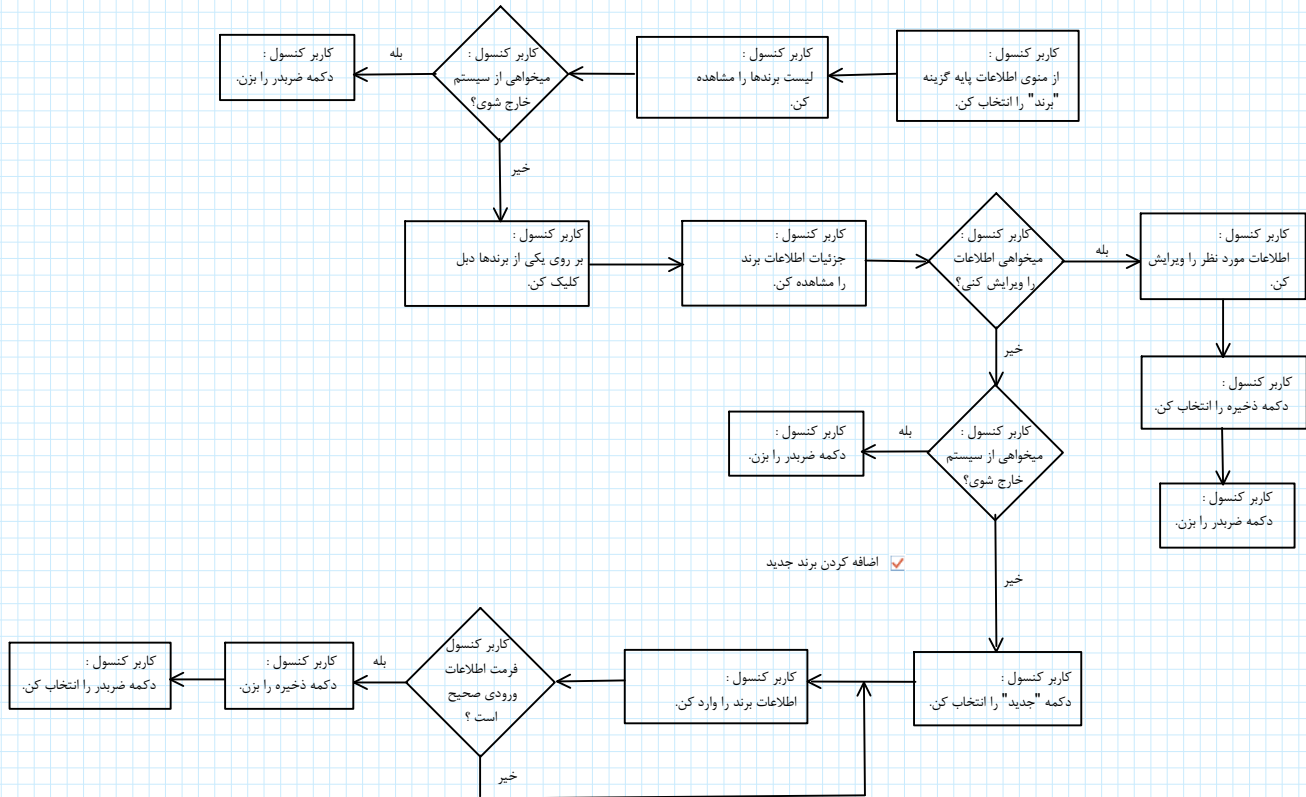 کاربر کنسول :
از منوی اطلاعات پایه گزینه
"برند" را انتخاب کن.
کاربر کنسول :
لیست برندها را مشاهده
کن.
کاربر کنسول :
میخواهی از سیستم
خارج شوی؟
بله
کاربر کنسول :
دکمه ضربدر را بزن.
خیر
کاربر کنسول :
بر روی یکی از برندها دبل
کلیک کن.
کاربر کنسول :
جزئیات اطلاعات برند
را مشاهده کن.
کاربر کنسول :
میخواهی اطلاعات
را ویرایش کنی؟
بله
کاربر کنسول :
اطلاعات مورد نظر را ویرایش
کن.
کاربر کنسول :
دکمه ذخیره را انتخاب کن.
کاربر کنسول :
دکمه ضربدر را بزن.
خیر
کاربر کنسول :
میخواهی از سیستم
خارج شوی؟
بله
کاربر کنسول :
دکمه ضربدر را بزن.
خیر
اضافه کردن برند جدید
کاربر کنسول :
دکمه "جدید" را انتخاب کن.
کاربر کنسول :
اطلاعات برند را وارد کن.
کاربر کنسول
فرمت اطلاعات
ورودی صحیح
است ؟
بله
کاربر کنسول :
دکمه ذخیره را بزن.
کاربر کنسول :
دکمه ضربدر را انتخاب کن.
خیر